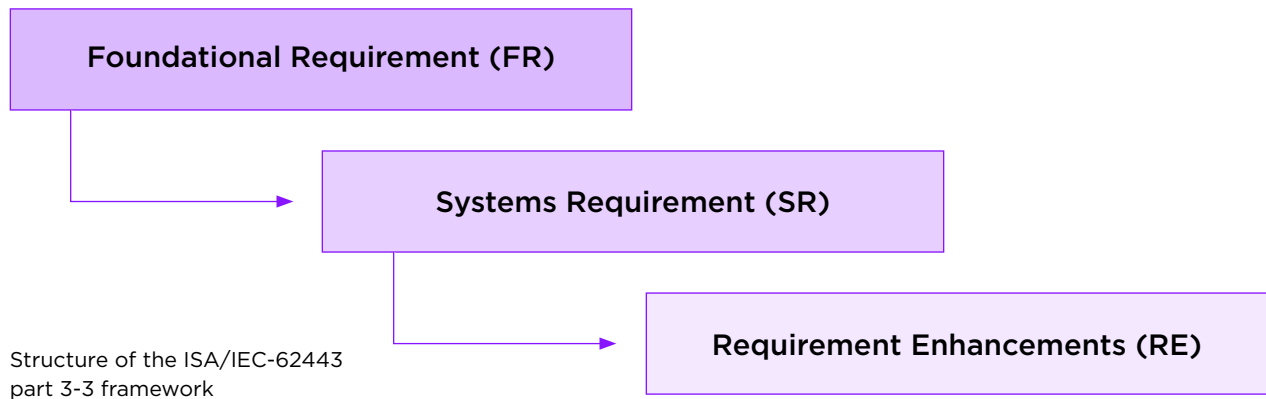 Foundational Requirement (FR)
Systems Requirement (SR)
Requirement Enhancements (RE)
Structure of the ISA/IEC-62443
part 3-3 framework